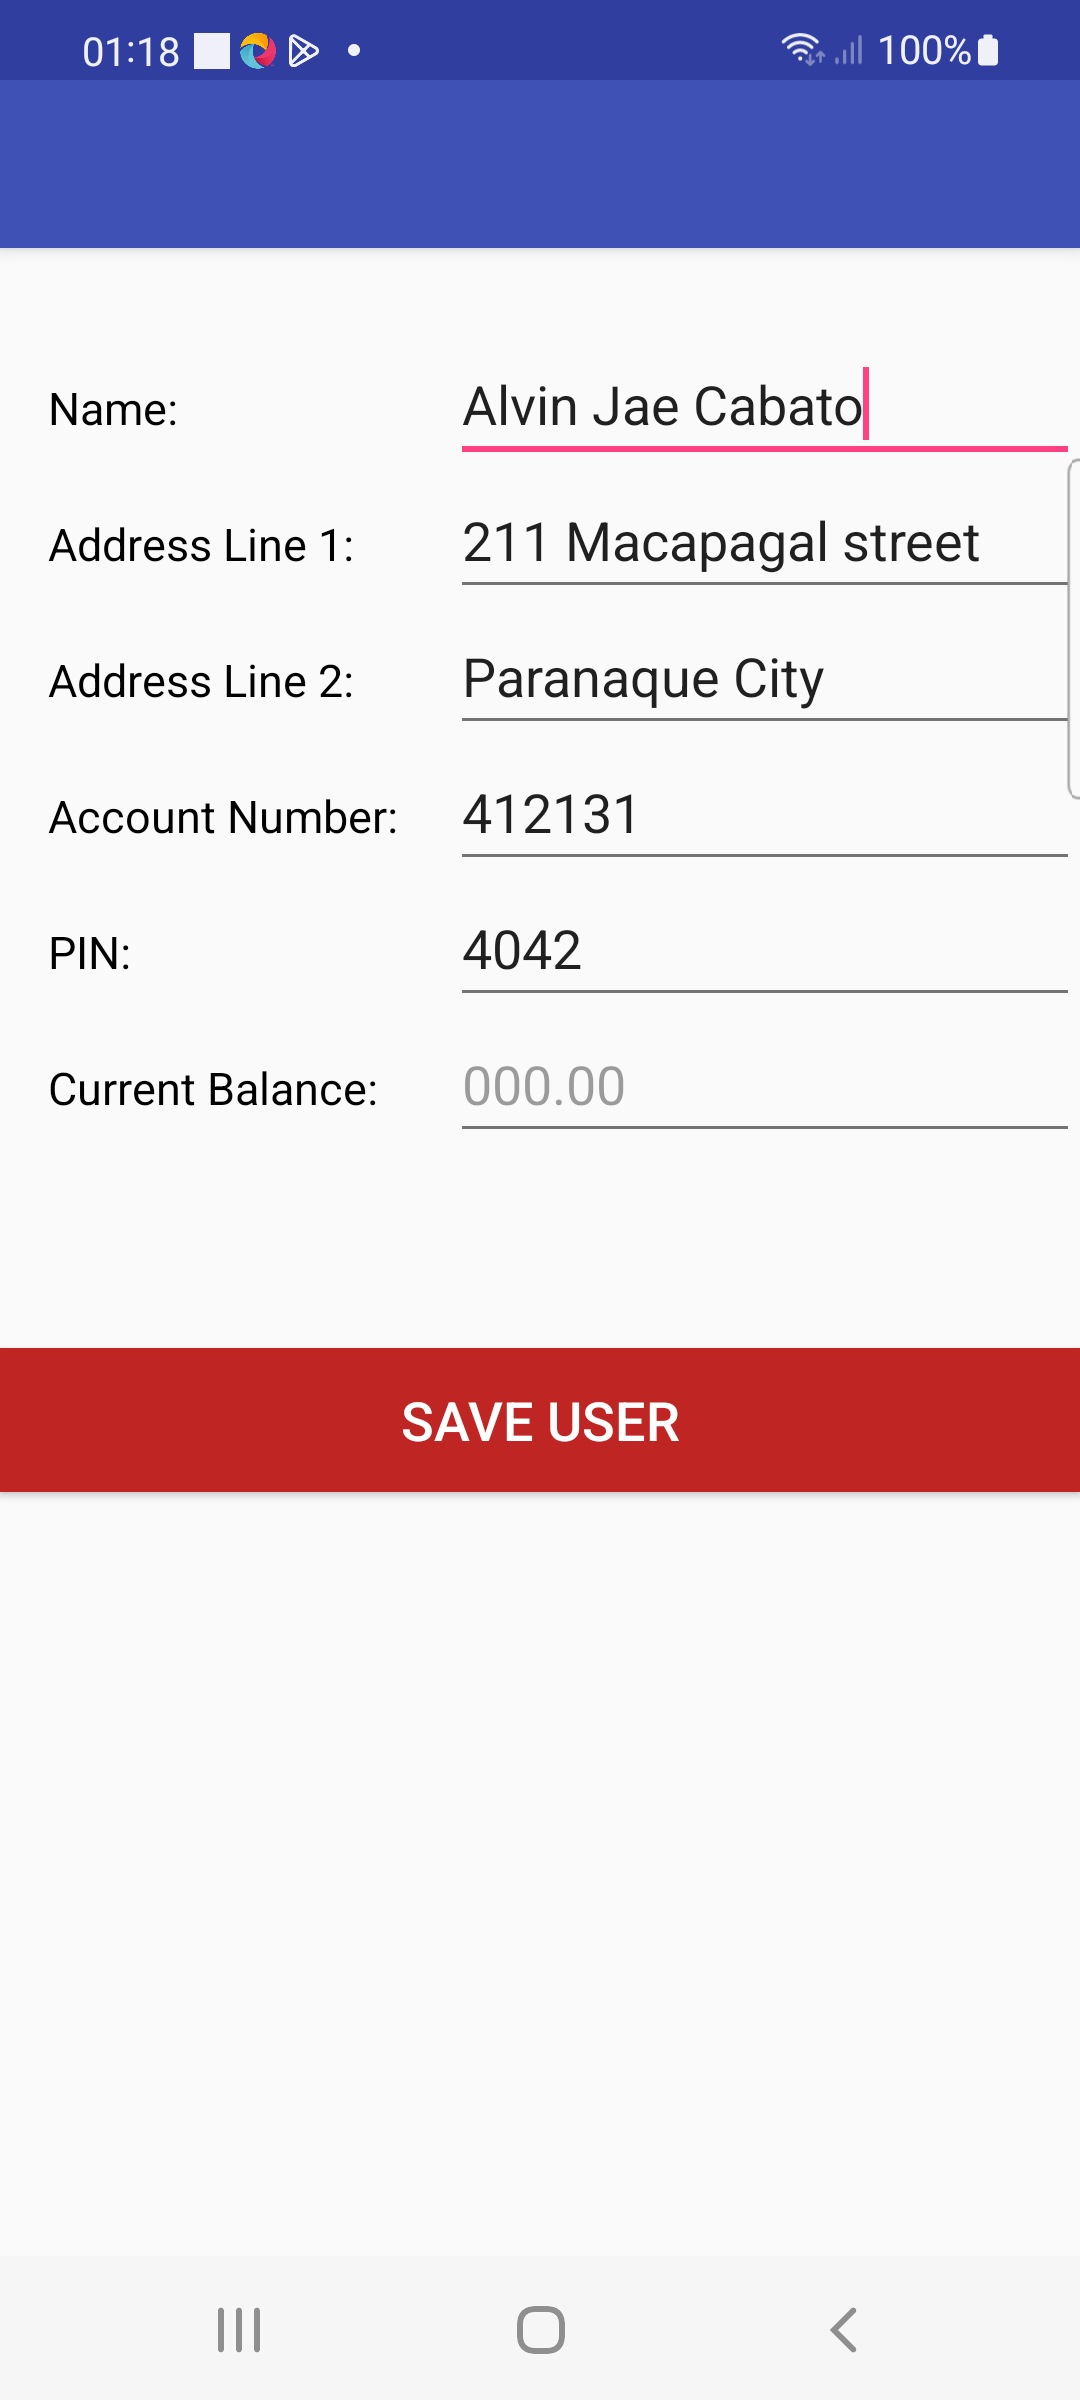 01:18 100%
Name: Alvin Jae Cabato
Address Line 1: 211 Macapagal street
Address Line 2: Paranaque City
Account Number: 412131
PIN: 4042
Current Balance: 000.00
SAVE USER